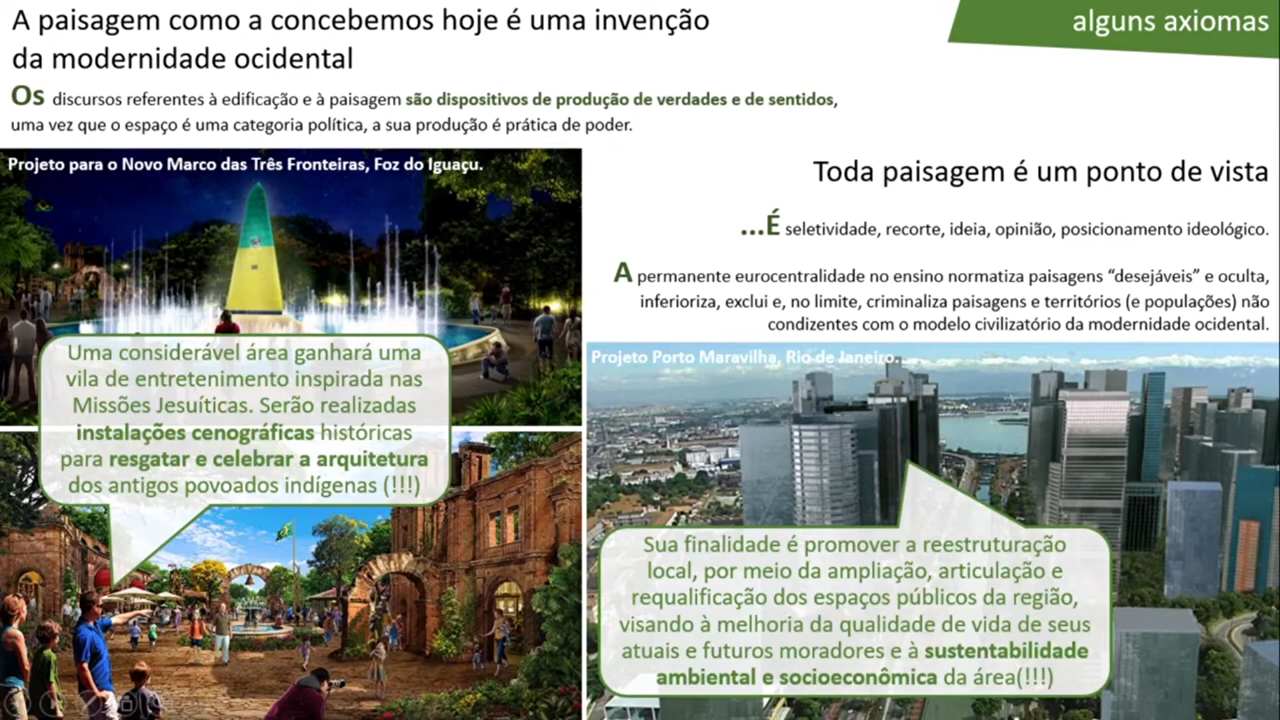 A paisagem como a concebemos hoje é uma invenção
da modernidade ocidental
alguns axiomas
Os discursos referentes à edificação e à paisagem são dispositivos de produção de verdades e de sentidos,
uma vez que o espaço é uma categoria política, a sua produção é prática de poder.
Projeto para o Novo Marco das Três Fronteiras, Foz do Iguaçu.
Uma considerável área ganhará uma
vila de entretenimento inspirada nas
Missões Jesuíticas. Serão realizadas
instalações cenográficas históricas
para resgatar e celebrar a arquitetura
dos antigos povoados indígenas (!!!)
Toda paisagem é um ponto de vista
...É seletividade, recorte, ideia, opinião, posicionamento ideológico.
A permanente eurocentralidade no ensino normatiza paisagens “desejáveis” e oculta,
inferioriza, exclui e, no limite, criminaliza paisagens e territórios (e populações) não
condizentes com o modelo civilizatório da modernidade ocidental.
Projeto Porto Maravilha, Rio de Janeiro...
Sua finalidade é promover a reestruturação
local, por meio da ampliação, articulação e
requalificação dos espaços públicos da região,
visando à melhoria da qualidade de vida de seus
atuais e futuros moradores e à sustentabilidade
ambiental e socioeconômica da área(!!!)